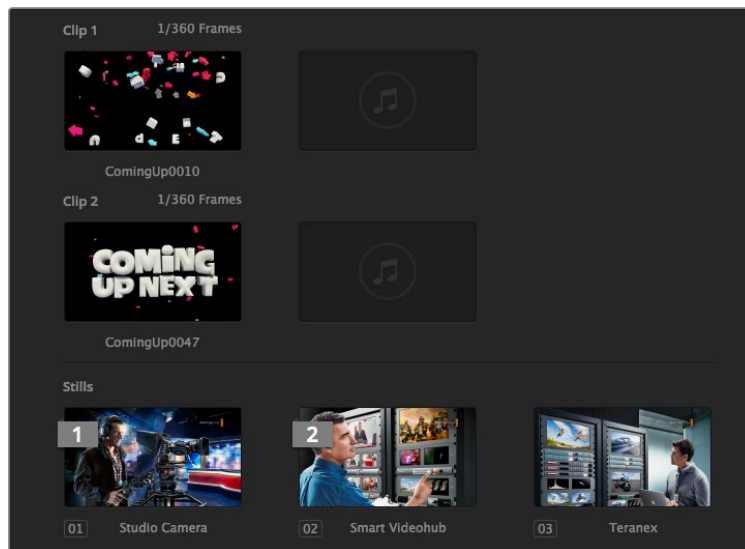 Clip 1 1/360 Frames
ComingUp0010
Clip 2 1/360 Frames
COMiNG
UP NEXT
ComingUp0047
Stills
1 2
01 Studio Camera 02 Smart Videohub 03 Teranex